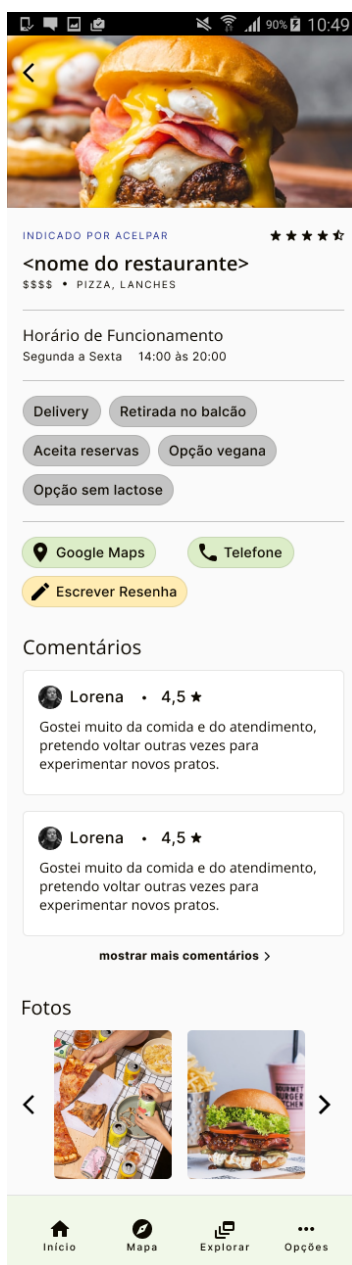 90% 10:49
INDICADO POR ACELPAR
<nome do restaurante>
$$$$ • PIZZA, LANCHES
Horário de Funcionamento
Segunda a Sexta 14:00 às 20:00
Delivery Retirada no balcão
Aceita reservas Opção vegana
Opção sem lactose
Google Maps Telefone
Escrever Resenha
Comentários
Lorena • 4,5 ★
Gostei muito da comida e do atendimento,
pretendo voltar outras vezes para
experimentar novos pratos.
Lorena • 4,5 ★
Gostei muito da comida e do atendimento,
pretendo voltar outras vezes para
experimentar novos pratos.
mostrar mais comentários >
Fotos
GOURMET
BURGER
KITCHEN
Início Mapa Explorar Opções